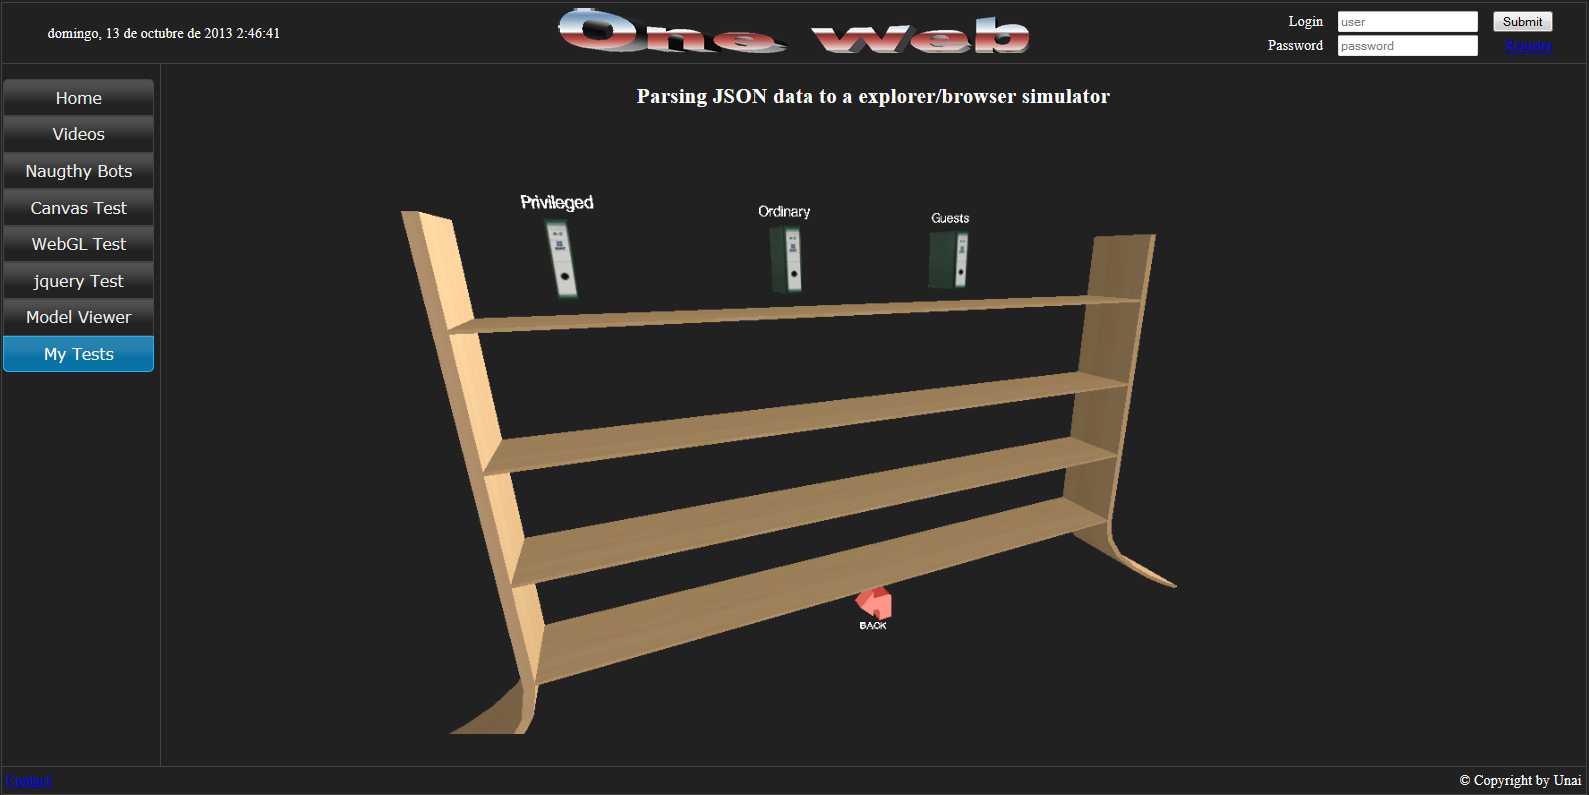 domingo, 13 de octubre de 2013 2:46:41
One web
Login user Submit
Password password Register
Home
Videos
Naugthy Bots
Canvas Test
WebGL Test
jquery Test
Model Viewer
My Tests
Parsing JSON data to a explorer/browser simulator
Privileged
Ordinary
Guests
BACK
Contact
© Copyright by Unai